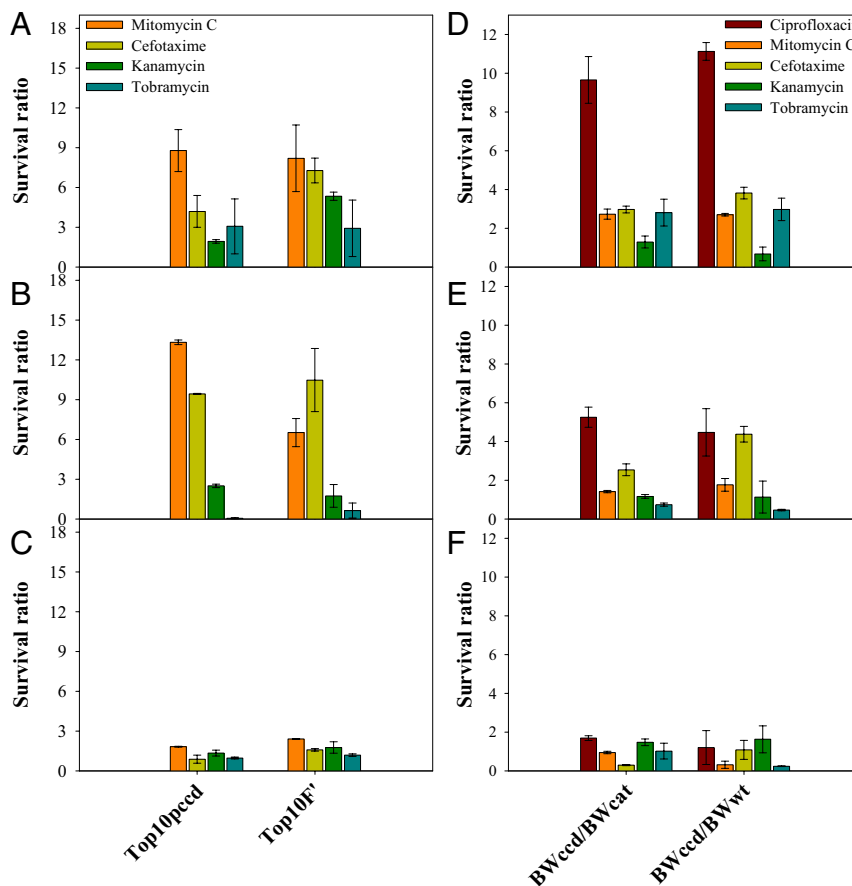 A
18
15
12
9
6
3
0
Survival ratio
Mitomycin C
Cefotaxime
Kanamycin
Tobramycin
D
12
10
8
6
4
2
0
Survival ratio
Ciprofloxaci
Mitomycin C
Cefotaxime
Kanamycin
Tobramycin
B
18
15
12
9
6
3
0
Survival ratio
E
12
10
8
6
4
2
0
Survival ratio
C
18
15
12
9
6
3
0
Survival ratio
Top10pccd
Top10F'
F
12
10
8
6
4
2
0
Survival ratio
BWccd/BWcat
BWccd/BWwt